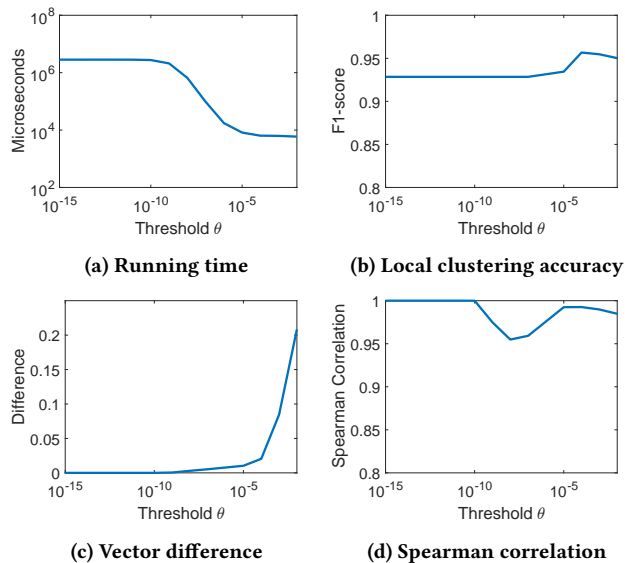 10^8
10^6
10^4
10^2
Microseconds
10^-15
10^-10
10^-5
Threshold θ
(a) Running time
1
0.95
0.9
0.85
0.8
F1-score
10^-15
10^-10
10^-5
Threshold θ
(b) Local clustering accuracy
0.2
0.15
0.1
0.05
0
Difference
10^-15
10^-10
10^-5
Threshold θ
(c) Vector difference
1
0.95
0.9
0.85
0.8
Spearman Correlation
10^-15
10^-10
10^-5
Threshold θ
(d) Spearman correlation